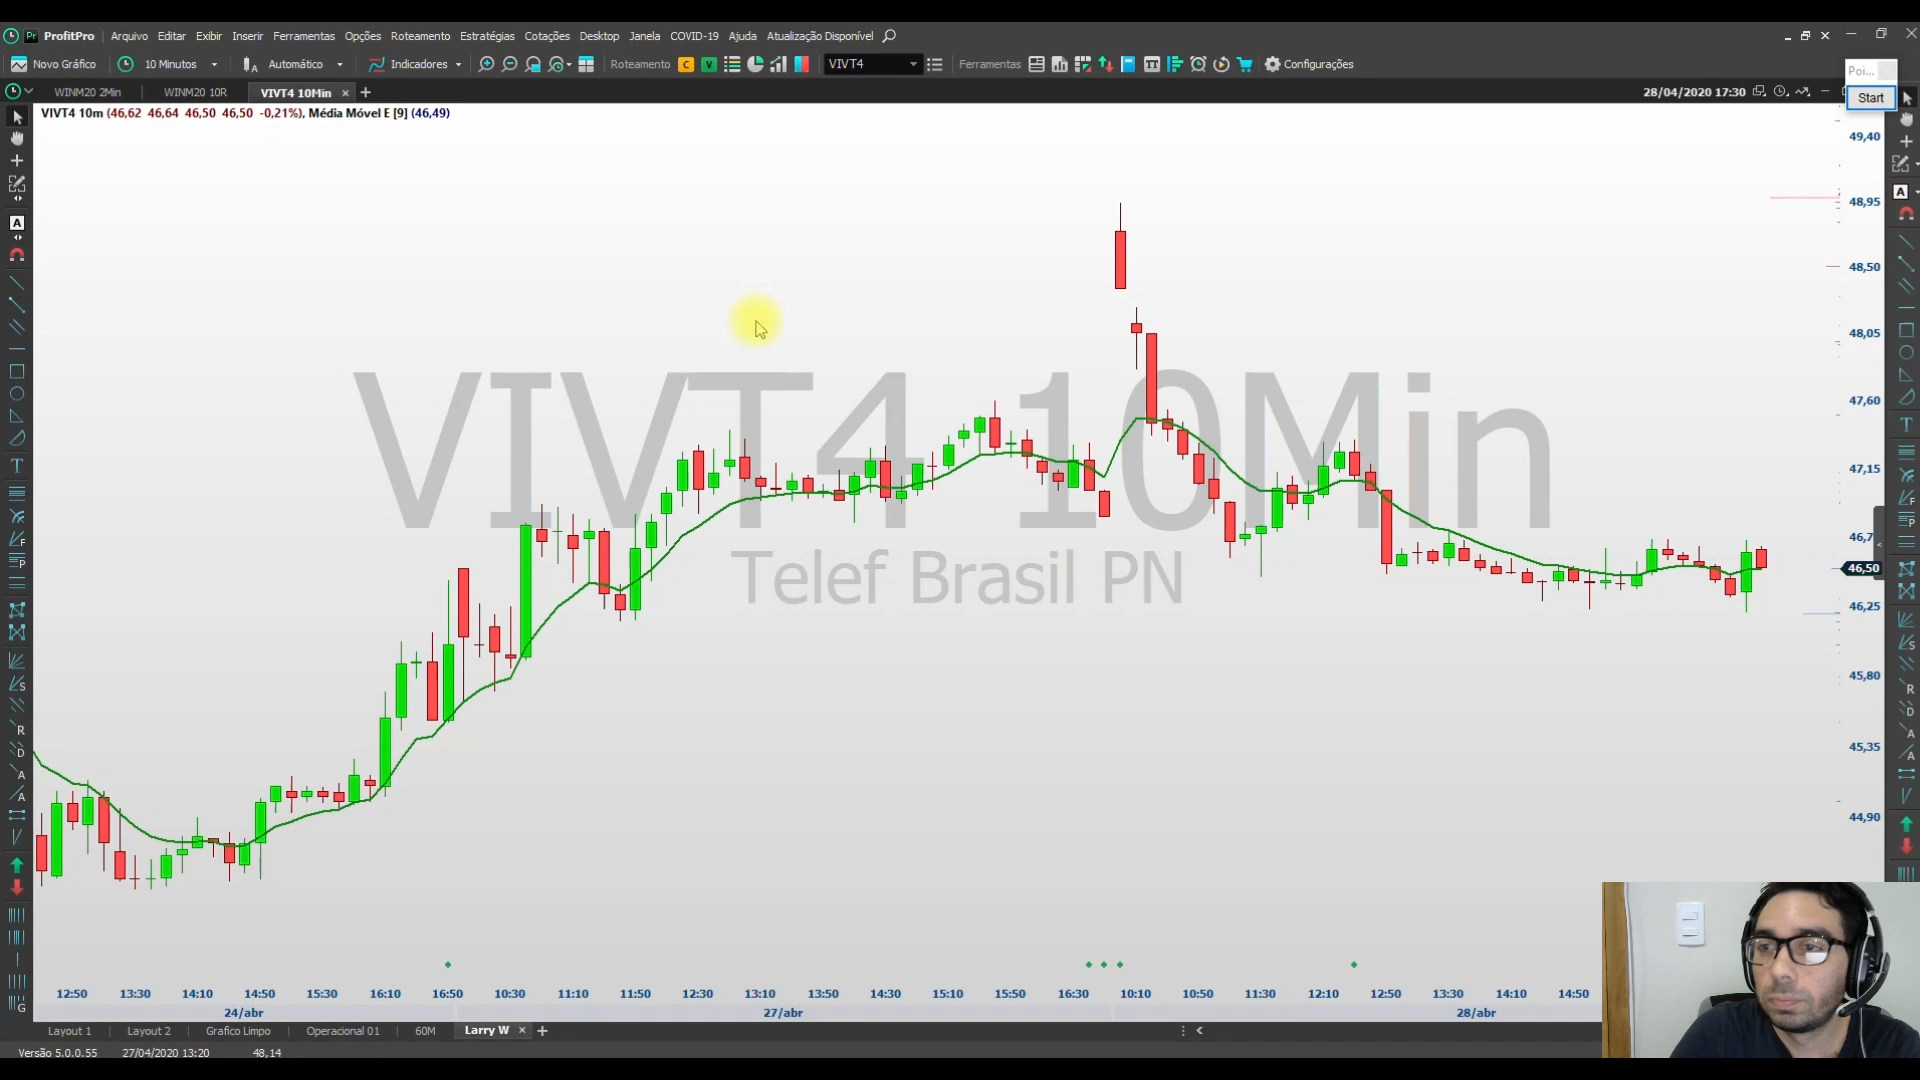 ProfitPro Arquivo Editar Exibir Inserir Ferramentas Opções Roteamento Estratégias Cotações Desktop Janela COVID-19 Ajuda Atualização Disponível
Novo Gráfico 10 Minutos Automático Indicadores Roteamento C V VIVT4 Ferramentas Configurações
Poi...
Start
WINM20 2Min WINM20 10R VIVT4 10Min 28/04/2020 17:30
VIVT4 10m (46,62 46,64 46,50 46,50 -0,21%), Média Móvel E [9] (46,49)
49,40
48,95
48,50
48,05
47,60
47,15
46,7
46,50
46,25
45,80
45,35
44,90
VIVT4 10Min
Telef Brasil PN
12:50 13:30 14:10 14:50 15:30 16:10 16:50 10:30 11:10 11:50 12:30 13:10 13:50 14:30 15:10 15:50 16:30 10:10 10:50 11:30 12:10 12:50 13:30 14:10 14:50
24/abr 27/abr 28/abr
Layout 1 Layout 2 Grafico Limpo Operacional 01 60M Larry W
Versão 5.0.0.55 27/04/2020 13:20 48,14